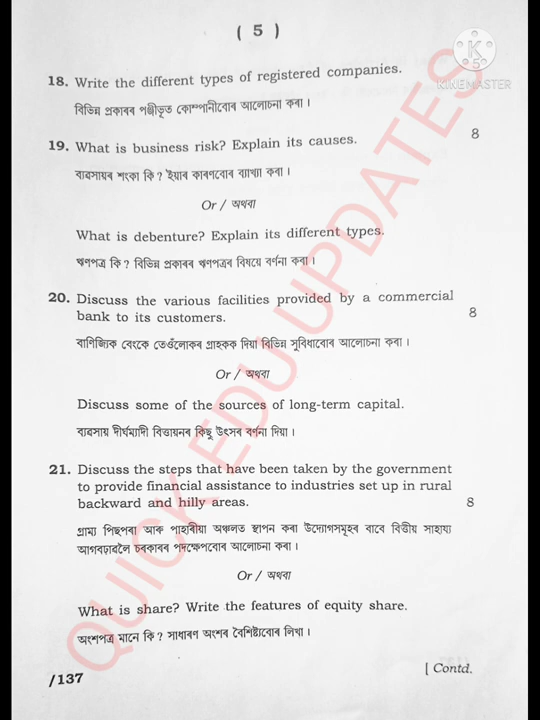 ( 5 )
KINEMASTER
18. Write the different types of registered companies.
বিভিন্ন প্ৰকাৰৰ পঞ্জীভূত কোম্পানীবোৰ আলোচনা কৰা ।
19. What is business risk? Explain its causes. 8
ব্যৱসায়ৰ শংকা কি ? ইয়াৰ কাৰণবোৰ ব্যাখ্যা কৰা ।
Or / অথবা
What is debenture? Explain its different types.
ঋণপত্ৰ কি ? বিভিন্ন প্ৰকাৰৰ ঋণপত্ৰৰ বিষয়ে বৰ্ণনা কৰা ।
20. Discuss the various facilities provided by a commercial
bank to its customers. 8
বাণিজ্যিক বেংকে তেওঁলোকৰ গ্ৰাহকক দিয়া বিভিন্ন সুবিধাবোৰ আলোচনা কৰা ।
Or / অথবা
Discuss some of the sources of long-term capital.
ব্যৱসায় দীৰ্ঘম্যাদী বিত্তায়নৰ কিছু উৎসৰ বৰ্ণনা দিয়া ।
21. Discuss the steps that have been taken by the government
to provide financial assistance to industries set up in rural
backward and hilly areas. 8
গ্ৰাম্য পিছপৰা আৰু পাহাৰীয়া অঞ্চলত স্থাপন কৰা উদ্যোগসমূহৰ বাবে বিত্তীয় সাহায্য
আগবঢ়াবলৈ চৰকাৰৰ পদক্ষেপবোৰ আলোচনা কৰা ।
Or / অথবা
What is share? Write the features of equity share.
অংশপত্ৰ মানে কি ? সাধাৰণ অংশৰ বৈশিষ্ট্যবোৰ লিখা ।
/137 [ Contd.
QUICK EDU UPDATES